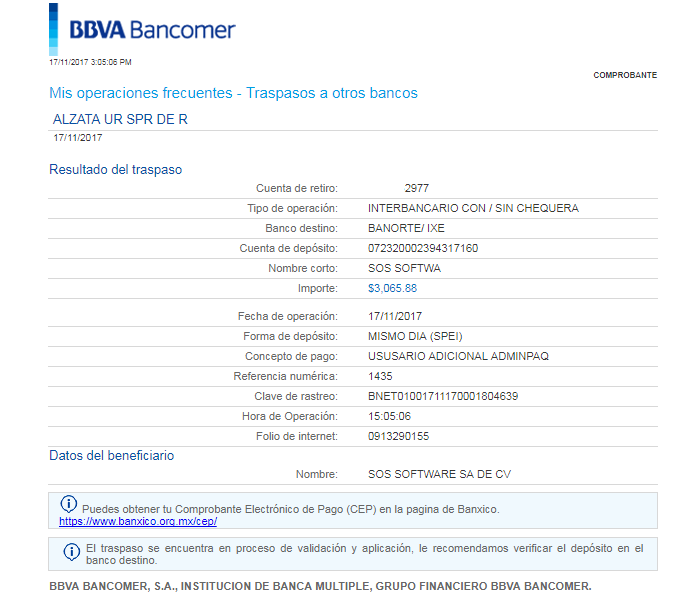 BBVA Bancomer
17/11/2017 3:05:06 PM
COMPROBANTE
Mis operaciones frecuentes - Traspasos a otros bancos
ALZATA UR SPR DE R
17/11/2017
Resultado del traspaso
Cuenta de retiro: 2977
Tipo de operación: INTERBANCARIO CON / SIN CHEQUERA
Banco destino: BANORTE/ IXE
Cuenta de depósito: 072320002394317160
Nombre corto: SOS SOFTWA
Importe: $3,065.88
Fecha de operación: 17/11/2017
Forma de depósito: MISMO DIA (SPEI)
Concepto de pago: USUSARIO ADICIONAL ADMINPAQ
Referencia numérica: 1435
Clave de rastreo: BNET01001711170001804639
Hora de Operación: 15:05:06
Folio de internet: 0913290155
Datos del beneficiario
Nombre: SOS SOFTWARE SA DE CV
Puedes obtener tu Comprobante Electrónico de Pago (CEP) en la pagina de Banxico.
https://www.banxico.org.mx/cep/
El traspaso se encuentra en proceso de validación y aplicación, le recomendamos verificar el depósito en el
banco destino.
BBVA BANCOMER, S.A., INSTITUCION DE BANCA MULTIPLE, GRUPO FINANCIERO BBVA BANCOMER.